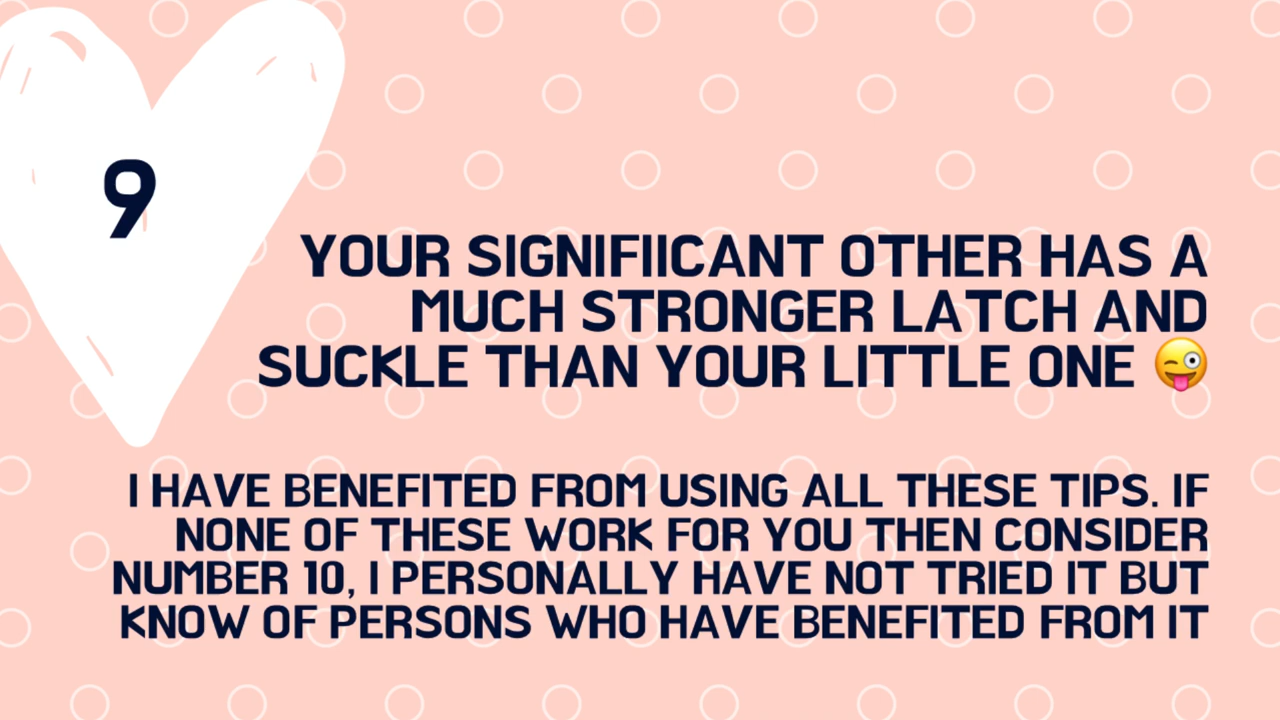 9
YOUR SIGNIFIICANT OTHER HAS A
MUCH STRONGER LATCH AND
SUCKLE THAN YOUR LITTLE ONE 😜
I HAVE BENEFITED FROM USING ALL THESE TIPS. IF
NONE OF THESE WORK FOR YOU THEN CONSIDER
NUMBER 10, I PERSONALLY HAVE NOT TRIED IT BUT
KNOW OF PERSONS WHO HAVE BENEFITED FROM IT